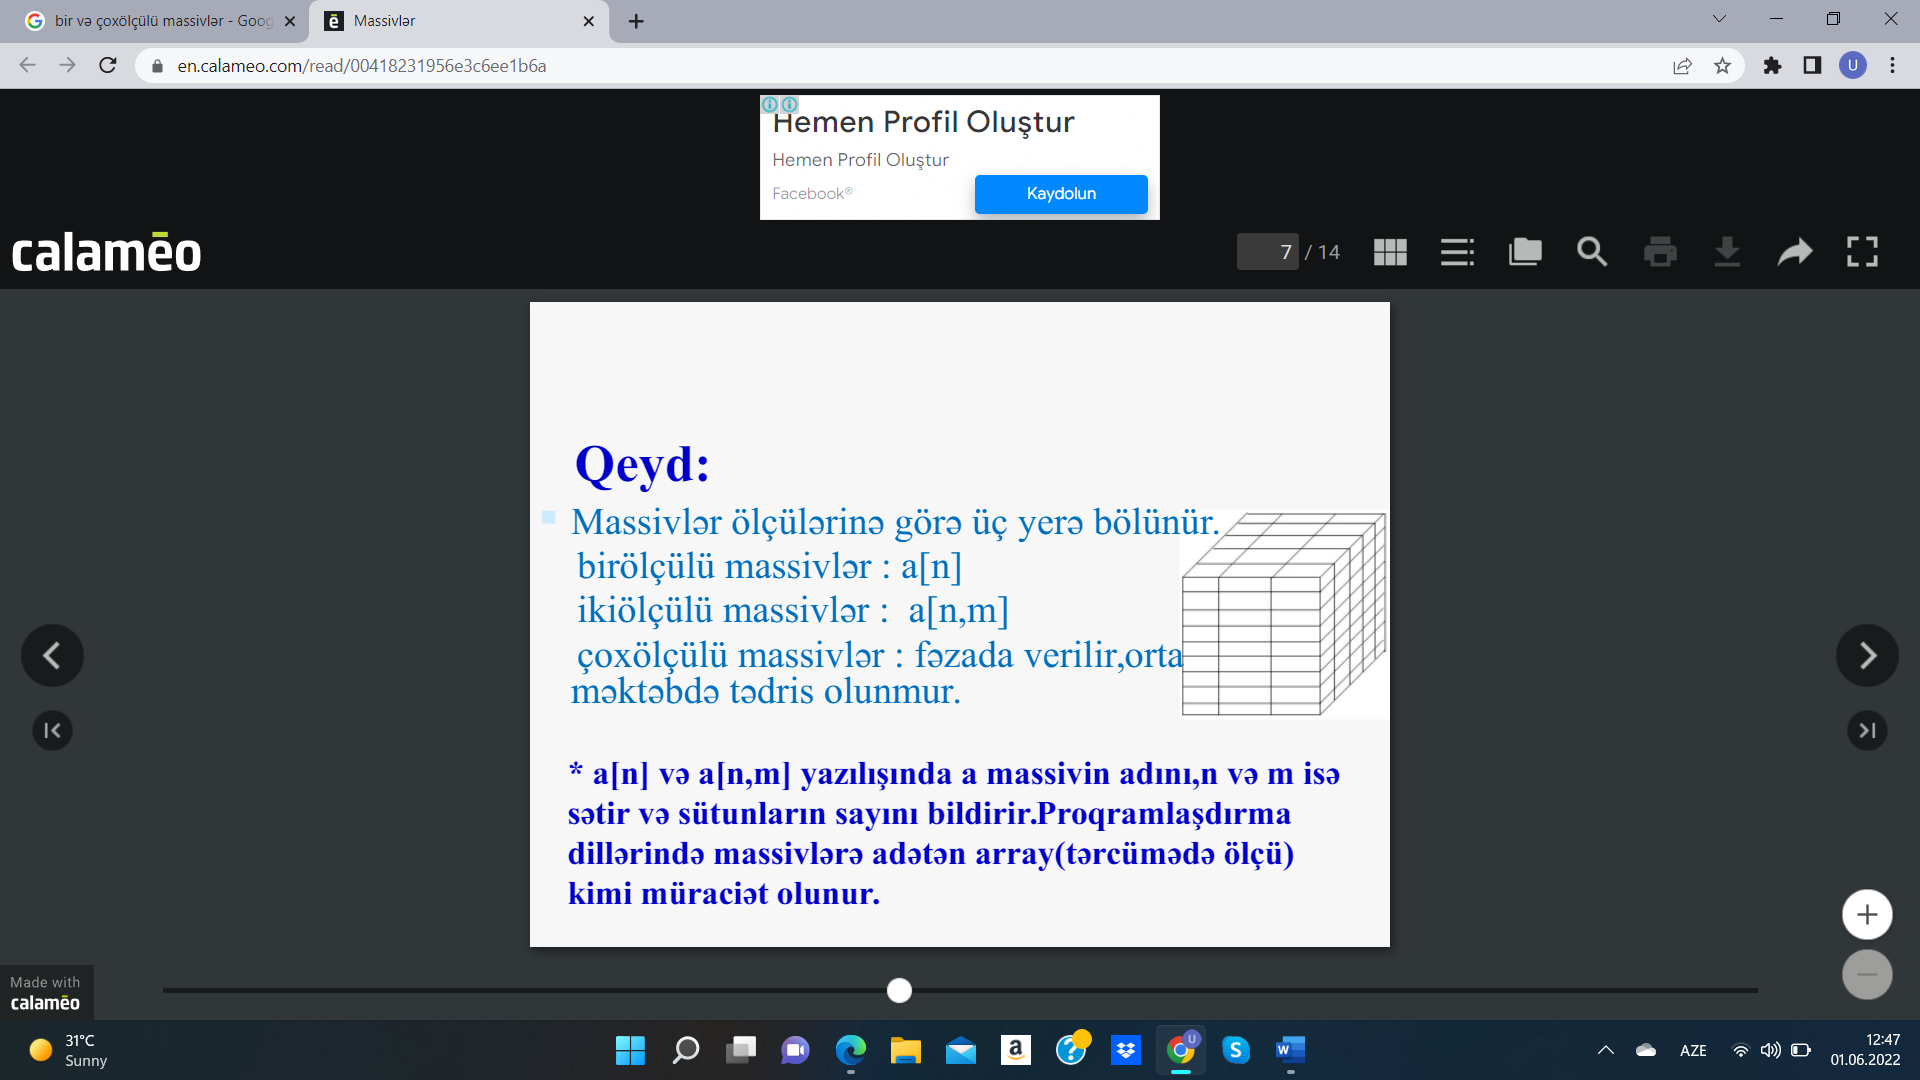 bir və çoxölçülü massivlər - Goog
Massivlər
en.calameo.com/read/00418231956e3c6ee1b6a
U
Hemen Profil Oluştur
Hemen Profil Oluştur
Facebook®
Kaydolun
calamēo
7 / 14
Qeyd:
Massivlər ölçülərinə görə üç yerə bölünür.
birölçülü massivlər : a[n]
ikiölçülü massivlər : a[n,m]
çoxölçülü massivlər : fəzada verilir,orta
məktəbdə tədris olunmur.
* a[n] və a[n,m] yazılışında a massivin adını,n və m isə
sətir və sütunların sayını bildirir.Proqramlaşdırma
dillərində massivlərə adətən array(tərcümədə ölçü)
kimi müraciət olunur.
Made with
calamēo
31°C
Sunny
AZE
12:47
01.06.2022